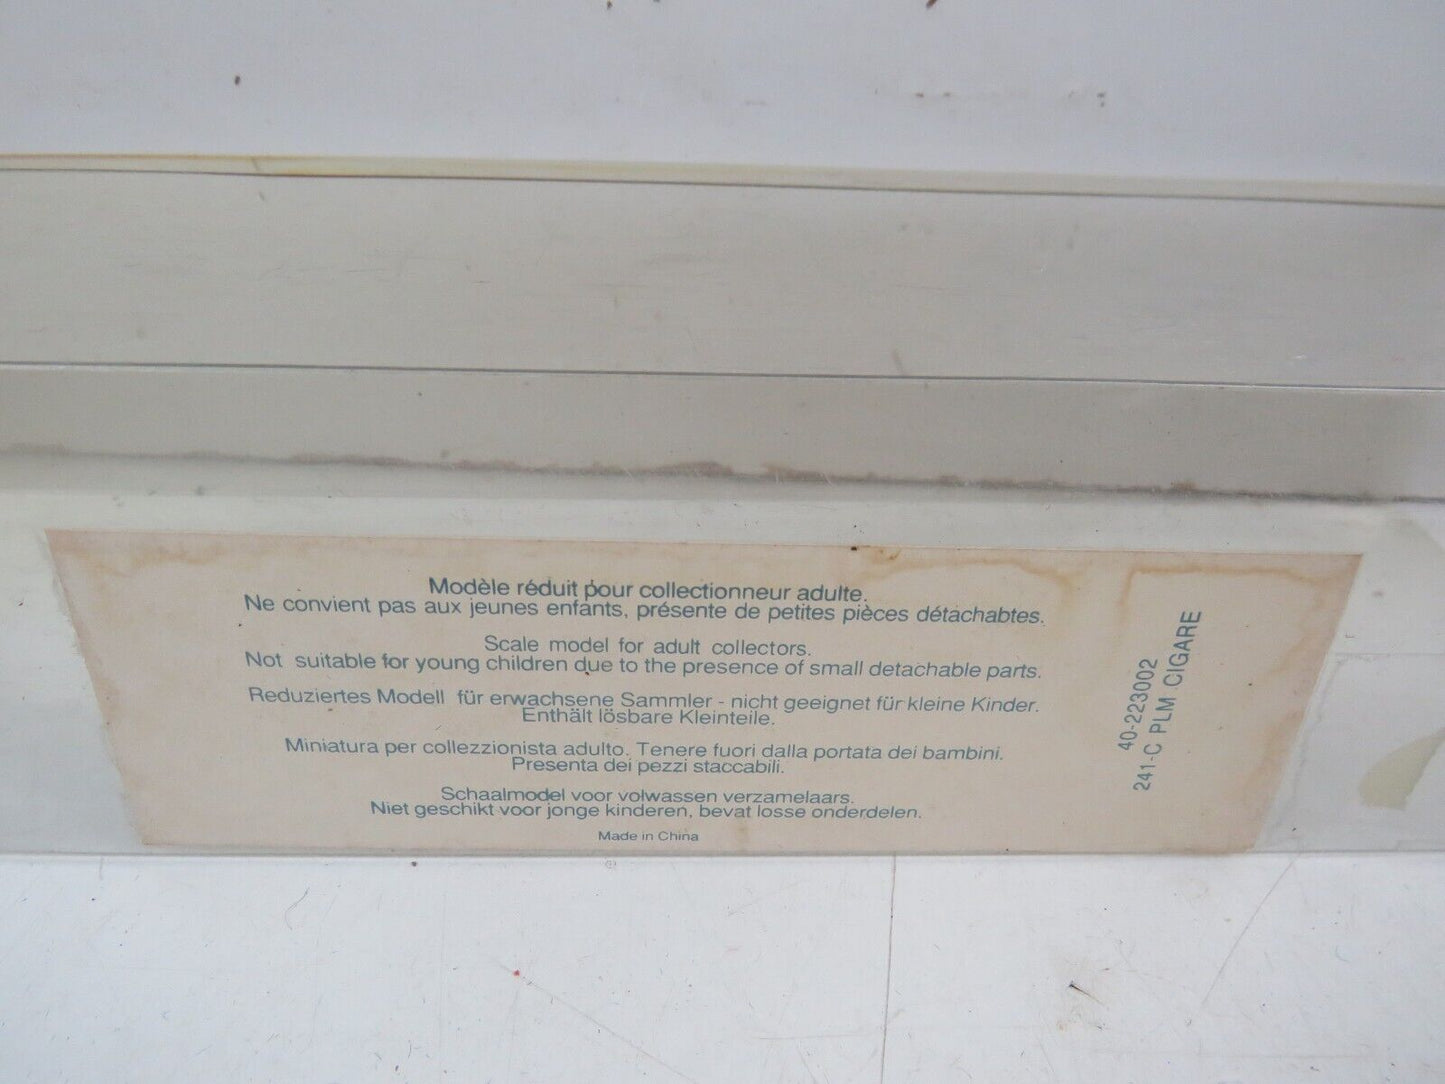 Modèle réduit pour collectionneur adulte.
Ne convient pas aux jeunes enfants, présente de petites pièces détachabtes.
Scale model for adult collectors.
Not suitable for young children due to the presence of small detachable parts.
Reduziertes Modell für erwachsene Sammler - nicht geeignet für kleine Kinder.
Enthält lösbare Kleinteile.
Miniatura per collezzionista adulto. Tenere fuori dalla portata dei bambini.
Presenta dei pezzi staccabili.
Schaalmodel voor volwassen verzamelaars.
Niet geschikt voor jonge kinderen, bevat losse onderdelen.
Made in China
40-223002
241-C PLM CIGARE